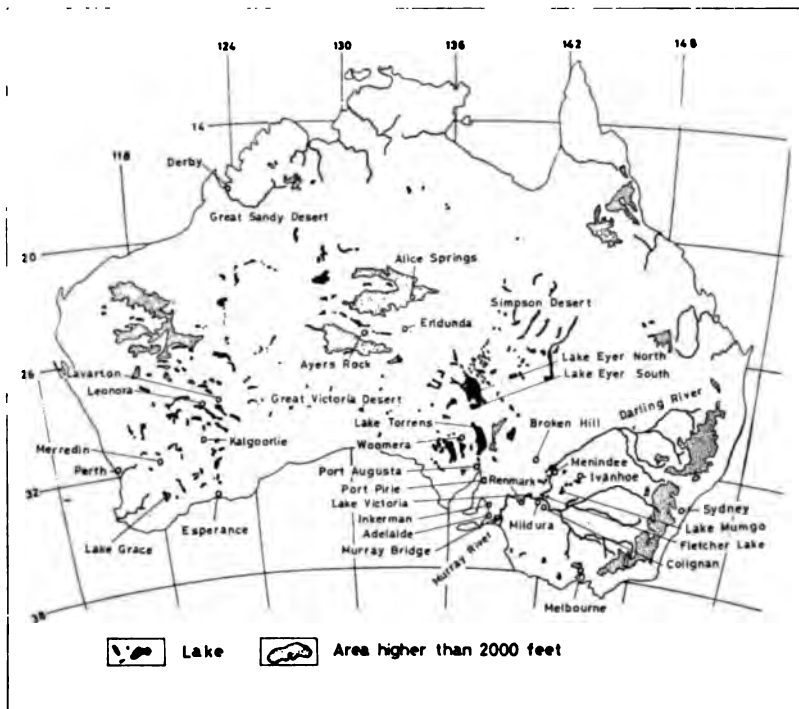 124 130 136 142 148
14
118
Derby
Great Sandy Desert
20
Alice Springs
Simpson Desert
Erldunda
Ayers Rock
Lake Eyer North
26
Lake Eyer South
Lavarton
Leonora
Great Victoria Desert
Darling River
Lake Torrens
Broken Hill
Woomera
Kalgoorlie
Merredin
Menindee
Perth
Port Augusta
Ivanhoe
Renmark
32
Port Pirie
Lake Victoria
Esperance
Sydney
Inkerman
Mildura
Lake Mungo
Adelaide
Lake Grace
Fletcher Lake
Murray Bridge
Murray River
Colignan
38
Melbourne
Lake
Area higher than 2000 feet